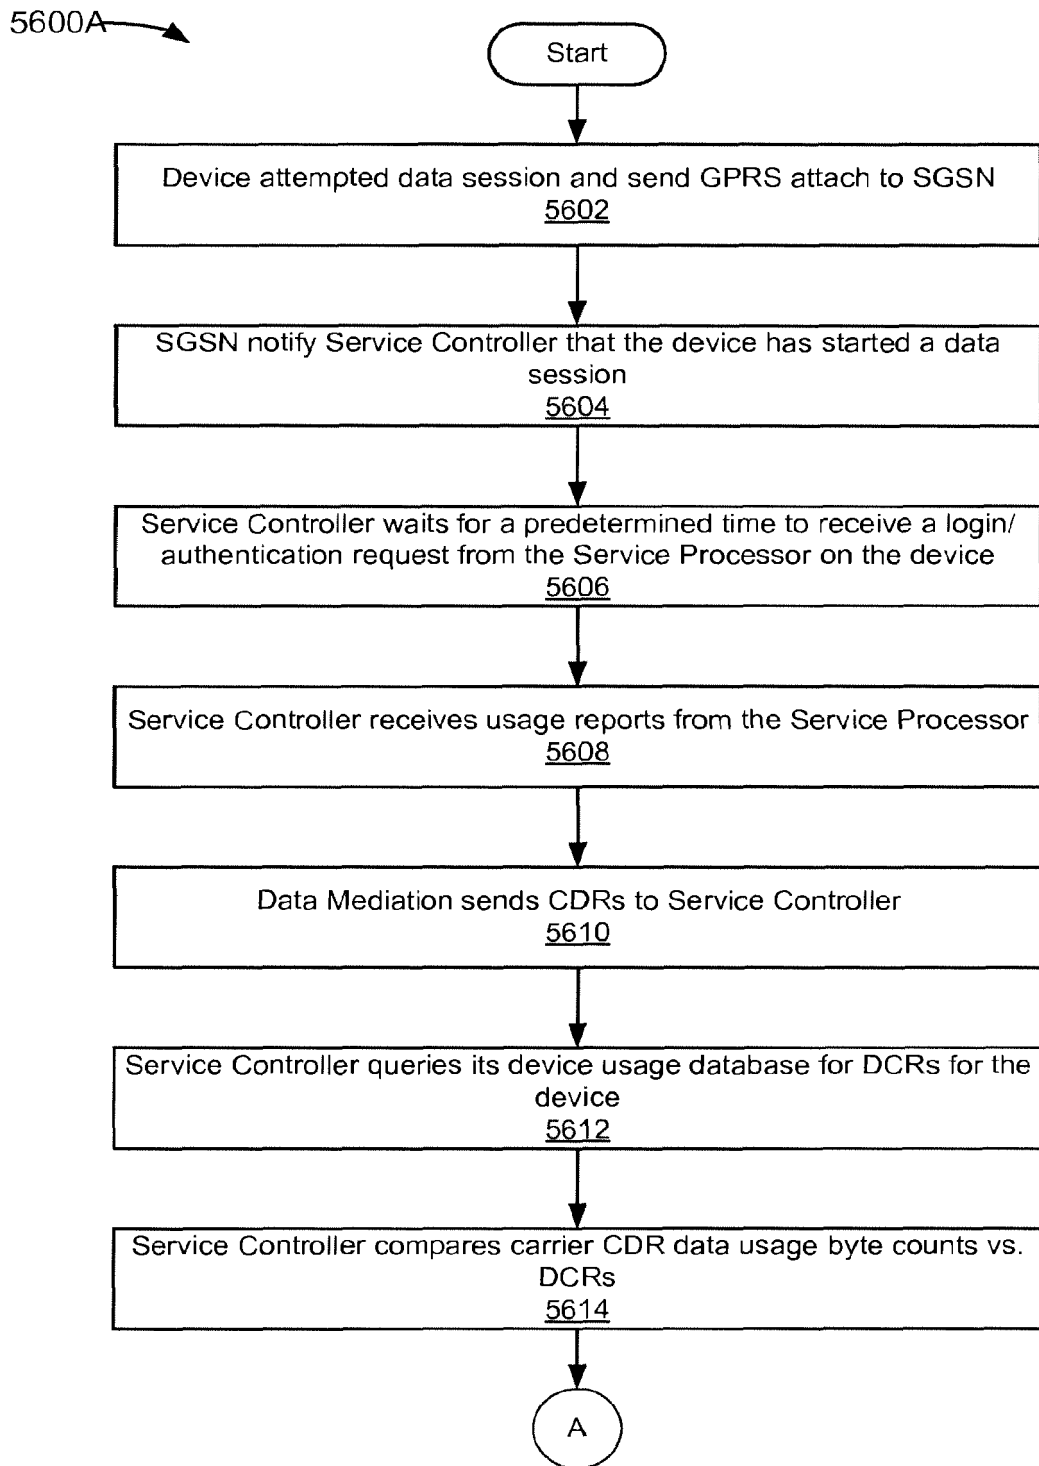 5600A
Start
Device attempted data session and send GPRS attach to SGSN
5602
SGSN notify Service Controller that the device has started a data
session
5604
Service Controller waits for a predetermined time to receive a login/
authentication request from the Service Processor on the device
5606
Service Controller receives usage reports from the Service Processor
5608
Data Mediation sends CDRs to Service Controller
5610
Service Controller queries its device usage database for DCRs for the
device
5612
Service Controller compares carrier CDR data usage byte counts vs.
DCRs
5614
A